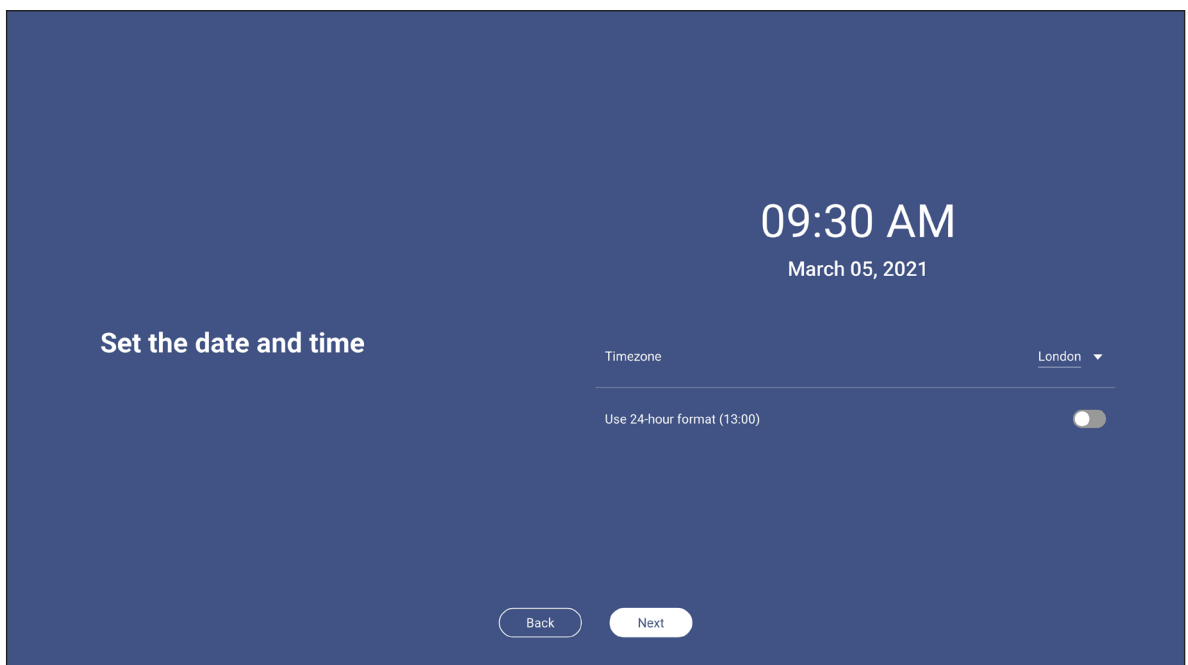 09:30 AM
March 05, 2021
Set the date and time
Timezone London
Use 24-hour format (13:00)
Back Next